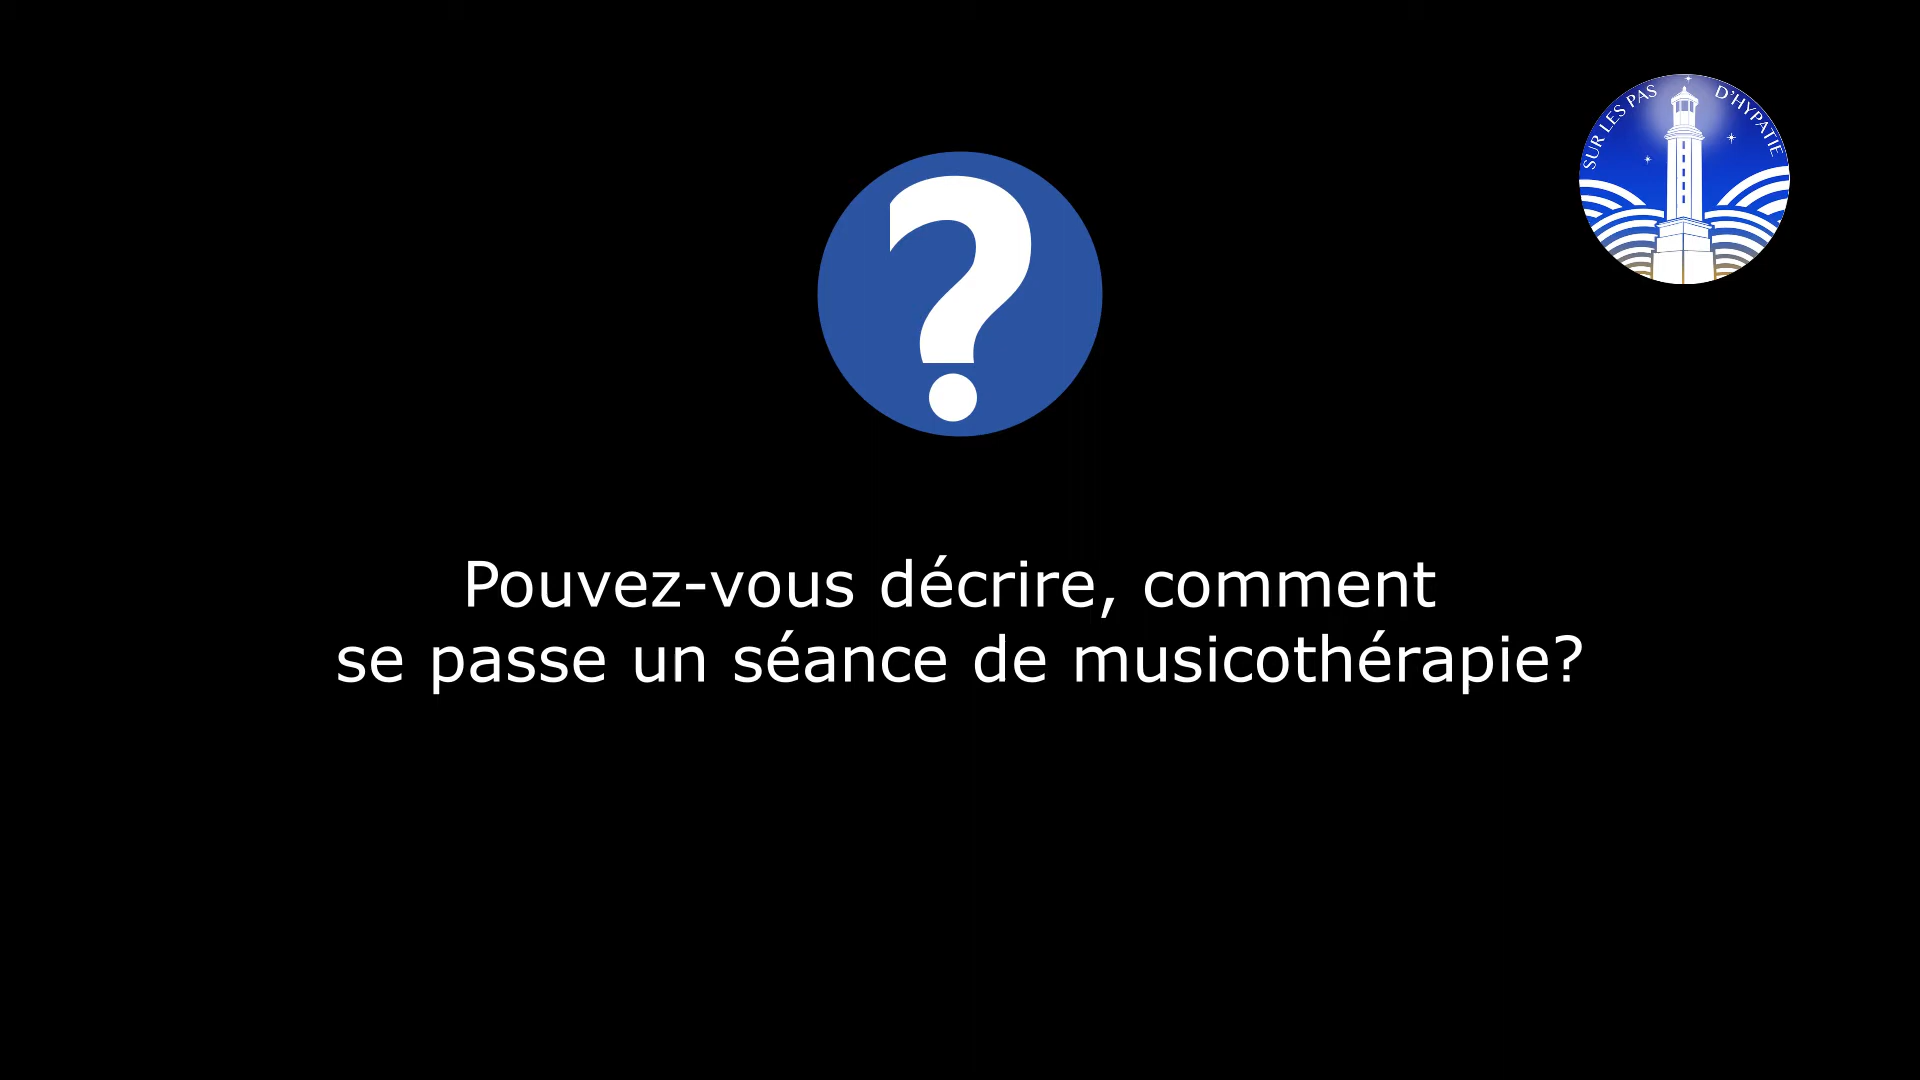 SUR LES PAS D'HYPATIE
?
Pouvez-vous décrire, comment
se passe un séance de musicothérapie?